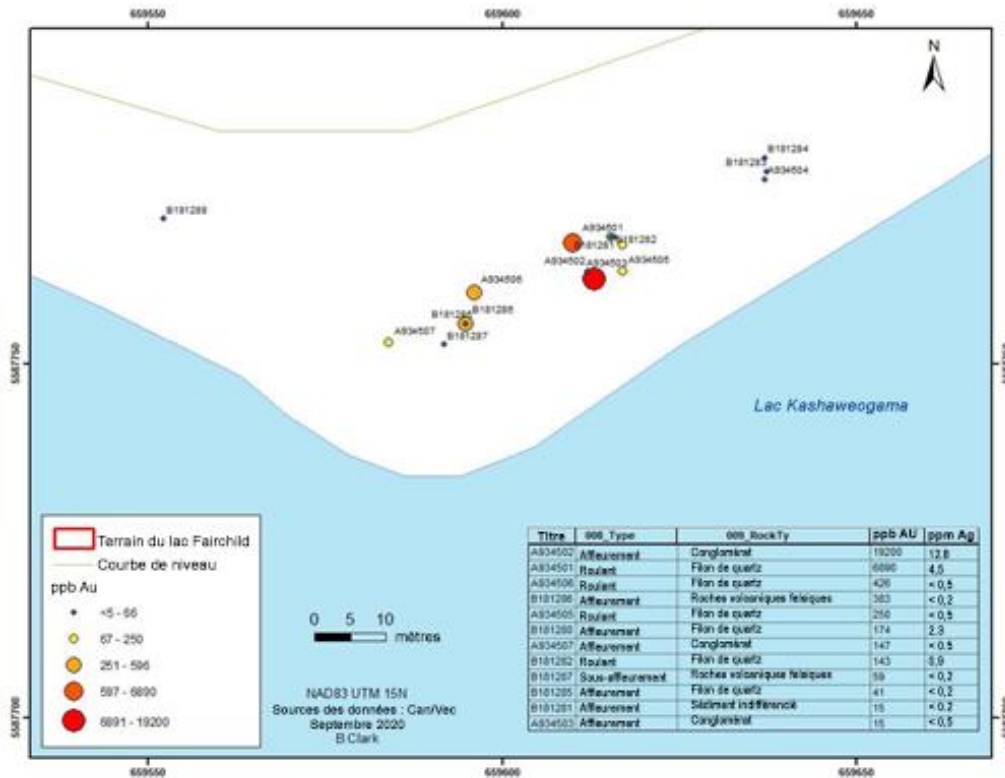 659550 659600 659650
N
B181284
B181283
A934504
B181288
A934501
B181282
B181281
A934502 A934503 A934505
A934506
B181286
B181285
A934507
B181287
5587750
Lac Kashaweogama
Terrain du lac Fairchild
Courbe de niveau
ppb Au
<5 - 66
67 - 250
251 - 596
597 - 6890
6891 - 19200
0 5 10
mètres
NAD83 UTM 15N
Sources des données : Can/Vec
Septembre 2020
B.Clark
Titre 008_Type 009_RockTy ppb AU ppm Ag
A934502 Affleurement Conglomérat 19200 12,8
A934501 Roulant Filon de quartz 6890 4,5
A934506 Roulant Filon de quartz 426 < 0,5
B181286 Affleurement Roches volcaniques felsiques 383 < 0,2
A934505 Roulant Filon de quartz 250 < 0,5
B181280 Affleurement Filon de quartz 174 2,3
A934507 Affleurement Conglomérat 147 < 0,5
B181282 Roulant Filon de quartz 143
B181287 Sous-affleurement Roches volcaniques felsiques 59 < 0,2
B181285 Affleurement Filon de quartz 41 < 0,2
B181281 Affleurement Sédiment indifférencié 15 < 0,2
A934503 Affleurement Conglomérat 15 < 0,5
5587700
659550 659600 659650